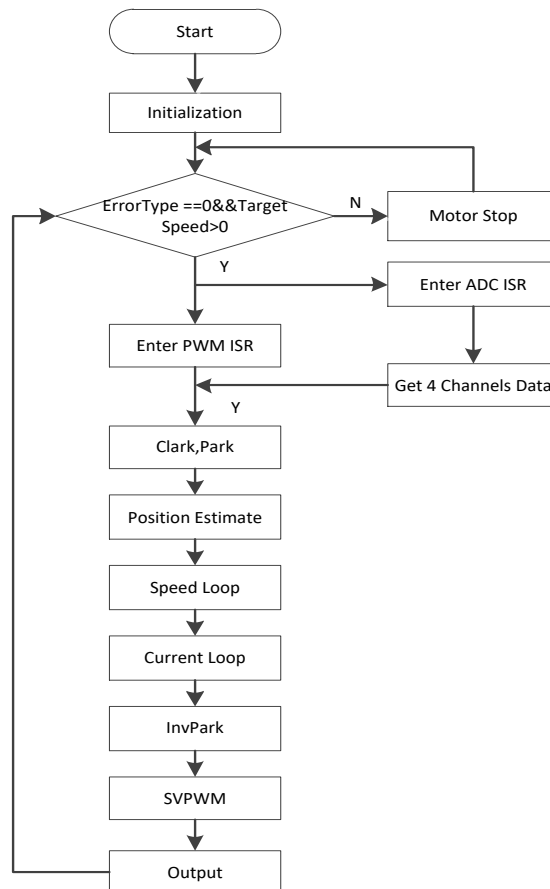 Start
Initialization
ErrorType ==0&&Target
Speed>0
N
Motor Stop
Y
Enter ADC ISR
Enter PWM ISR
Get 4 Channels Data
Y
Clark,Park
Position Estimate
Speed Loop
Current Loop
InvPark
SVPWM
Output